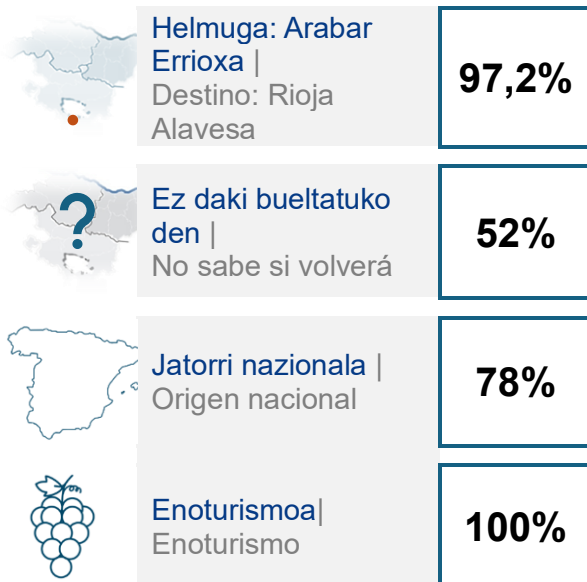 Helmuga: Arabar
Errioxa |
Destino: Rioja
Alavesa
97,2%
?
Ez daki bueltatuko
den |
No sabe si volverá
52%
Jatorri nazionala |
Origen nacional
78%
Enoturismoa|
Enoturismo
100%